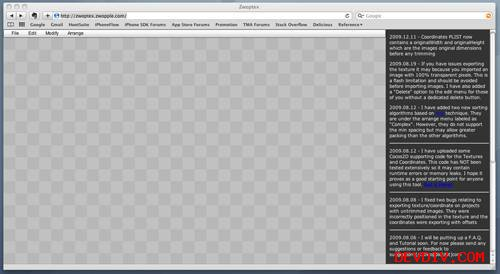 Zwoptex
http://zwoptex.zwopple.com/
Google
Google Gmail HootSuite iPhoneFlow iPhone SDK Forums App Store Forums Promotion TMA Forums Stack Overflow Delicious Reference▾
File Edit Modify Arrange
2009.12.11 - Coordinates PLIST now
contains a originalWidth and originalHeight
which are the images original dimensions
before any trimming
2009.08.19 - If you have issues exporting
the texture it may because you imported an
image with 100% transparent pixels. This is
a flash limitation and should be avoided
before importing images. I have also added
a "Delete" option to the edit menu for those
of you without a dedicated delete button.
2009.08.12 - I have added two new sorting
algorithms based on technique. They
are under the arrange menu labeled as
"Complex". However, they do not support
the min spacing but may allow greater
packing than the other algorithms.
2009.08.12 - I have uploaded some
Cocos2D supporting code for the Textures
and Coordinates. This code has NOT been
tested extensively so it may contain
runtime errors or memory leaks. I hope it
proves as a good starting point for anyone
using this tool.
2009.08.06 - I fixed two bugs relating to
exporting texture/coordinate on projects
with untrimmed images. They were
incorrectly positioned in the texture and the
coordinates were exporting with offsets
2009.08.06 - I will be putting up a F.A.Q.
and Tutorial soon. For now please send any
suggestions or feedback to
DEVDIV.COM